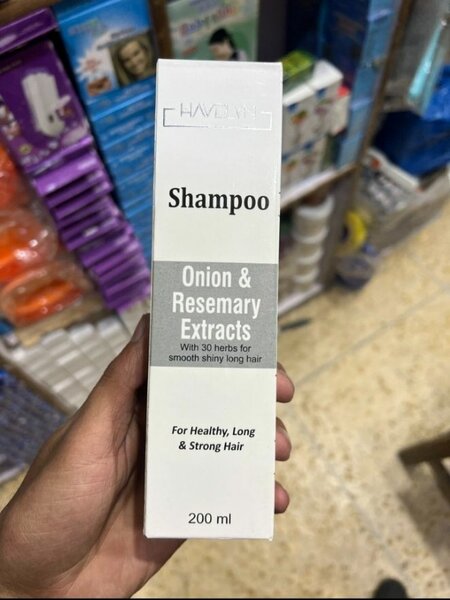 Shampoo
Onion &
Resemary
Extracts
With 30 herbs for
smooth shiny long hair
For Healthy, Long
& Strong Hair
200 ml